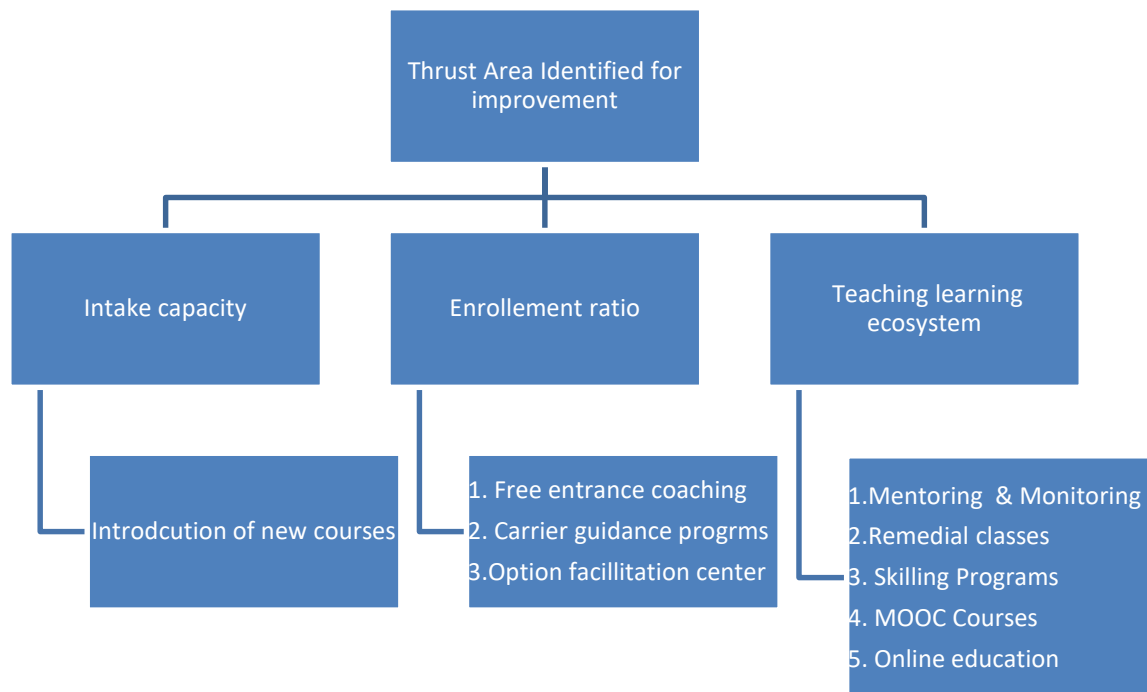 Thrust Area Identified for
improvement
Intake capacity
Enrollement ratio
Teaching learning
ecosystem
Introdcution of new courses
1. Free entrance coaching
2. Carrier guidance progrms
3.Option facillitation center
1.Mentoring & Monitoring
2.Remedial classes
3. Skilling Programs
4. MOOC Courses
5. Online education